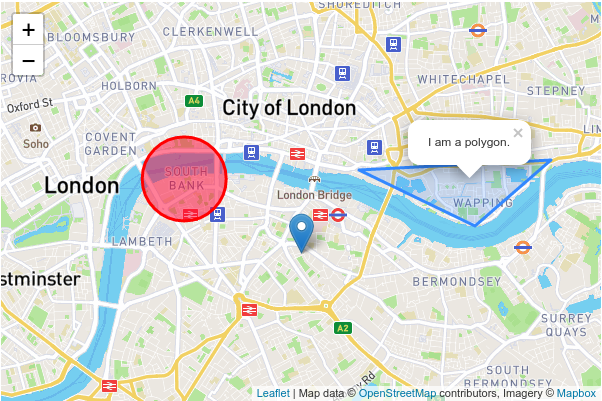 SHOREDITCH
+
CLERKENWELL
BLOOMSBURY
−
WHITECHAPEL
HOLBORN
STEPNEY
Oxford St
A4
City of London
Soho
COVENT
GARDEN
×
I am a polygon.
SOUTH
BANK
London
London Bridge
WAPPING
LAMBETH
stminster
BERMONDSEY
SURREY
QUAYS
A2
SOUTH
BERMONDSEY
Leaflet | Map data © OpenStreetMap contributors, Imagery © Mapbox